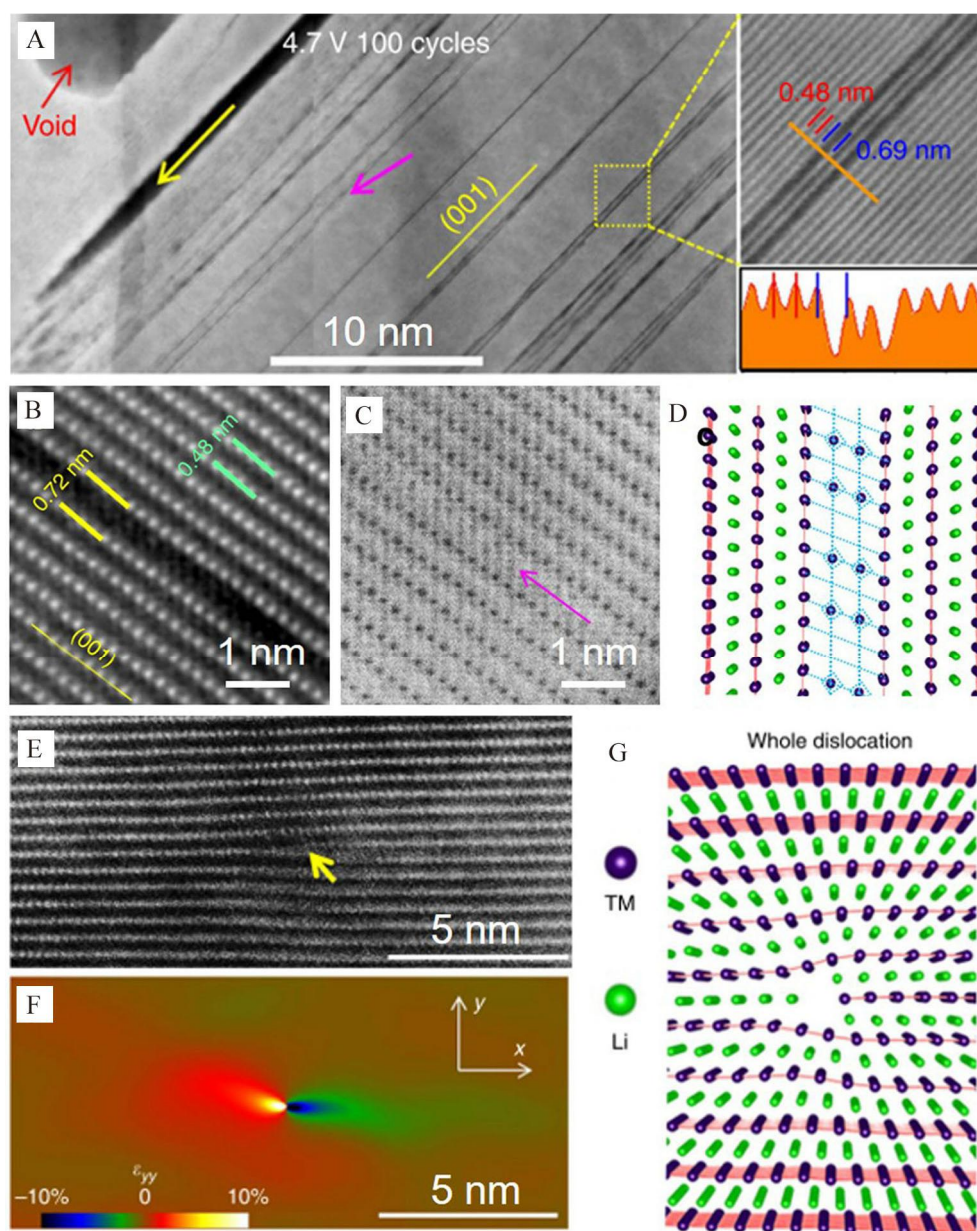 A
4.7 V 100 cycles
Void
(001)
10 nm
0.48 nm
0.69 nm
B
0.72 nm
0.48 nm
(001)
1 nm
C
1 nm
D
E
5 nm
F
y
x
εyy
−10% 0 10%
5 nm
G
Whole dislocation
TM
Li